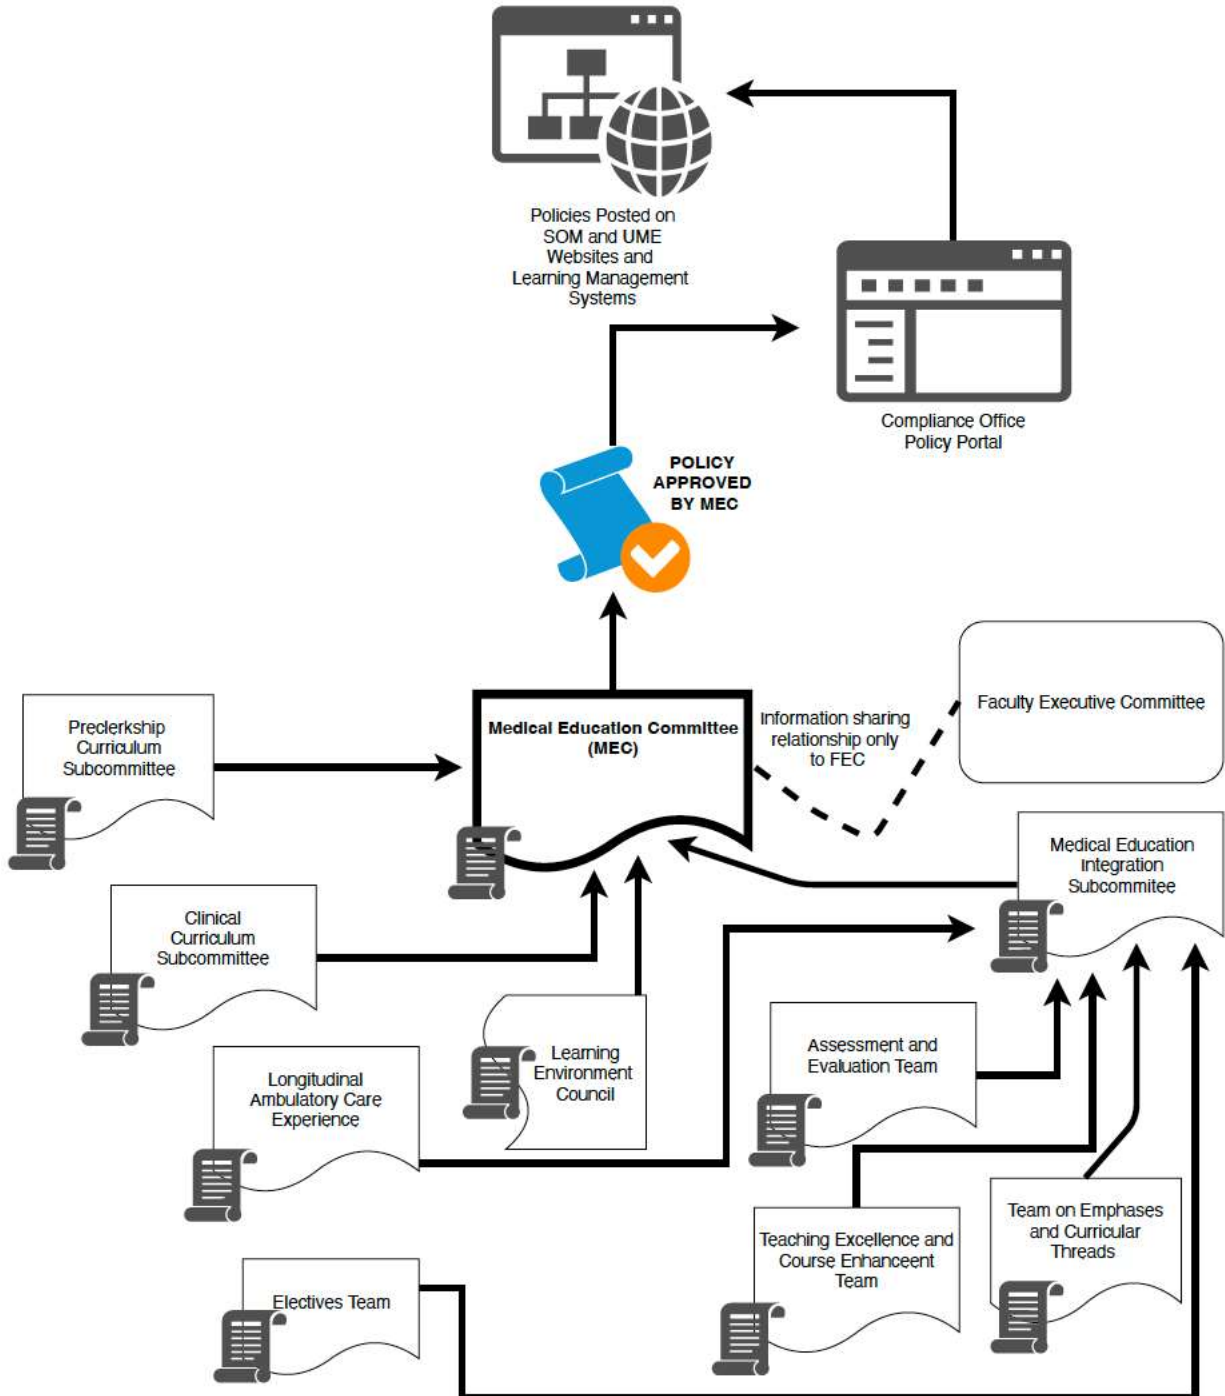 Policies Posted on
SOM and UME
Websites and
Learning Management
Systems
Compliance Office
Policy Portal
POLICY
APPROVED
BY MEC
Faculty Executive Committee
Medical Education Committee
(MEC)
Information sharing
relationship only
to FEC
Preclerkship
Curriculum
Subcommittee
Medical Education
Integration
Subcommitee
Clinical
Curriculum
Subcommittee
Learning
Environment
Council
Assessment and
Evaluation Team
Longitudinal
Ambulatory Care
Experience
Teaching Excellence and
Course Enhanceent
Team
Team on Emphases
and Curricular
Threads
Electives Team